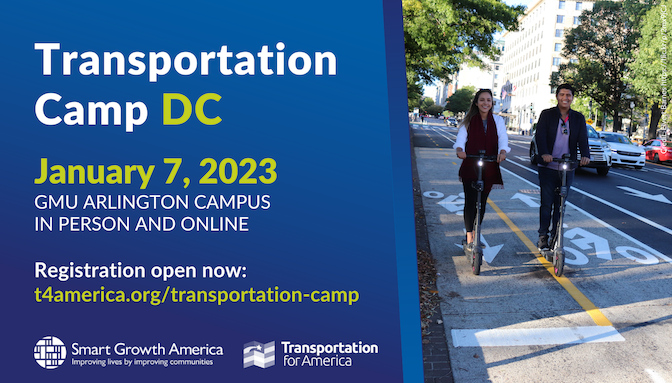 Transportation
Camp DC
January 7, 2023
GMU ARLINGTON CAMPUS
IN PERSON AND ONLINE
Registration open now:
t4america.org/transportation-camp
Smart Growth America
Improving lives by improving communities
Transportation
for America